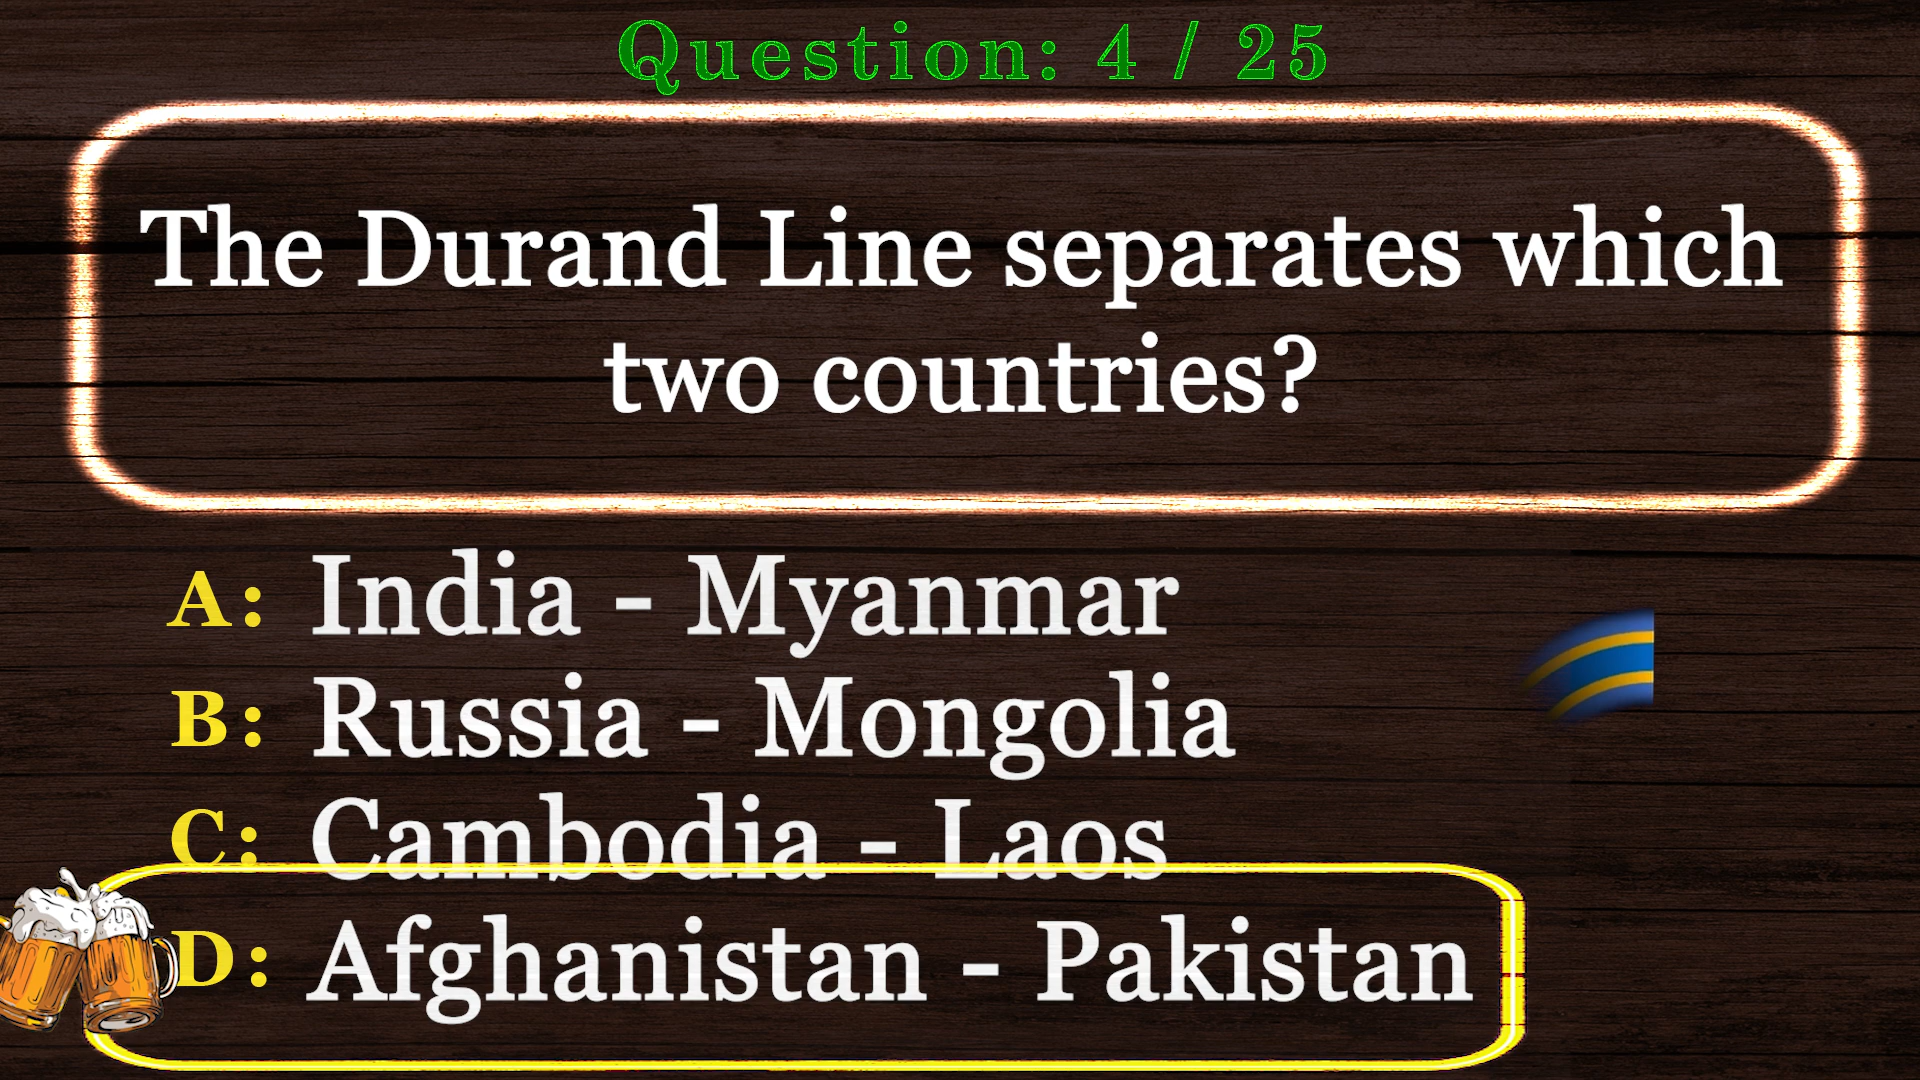 Question: 4 / 25
The Durand Line separates which
two countries?
A: India - Myanmar
B: Russia - Mongolia
C: Cambodia - Laos
D: Afghanistan - Pakistan